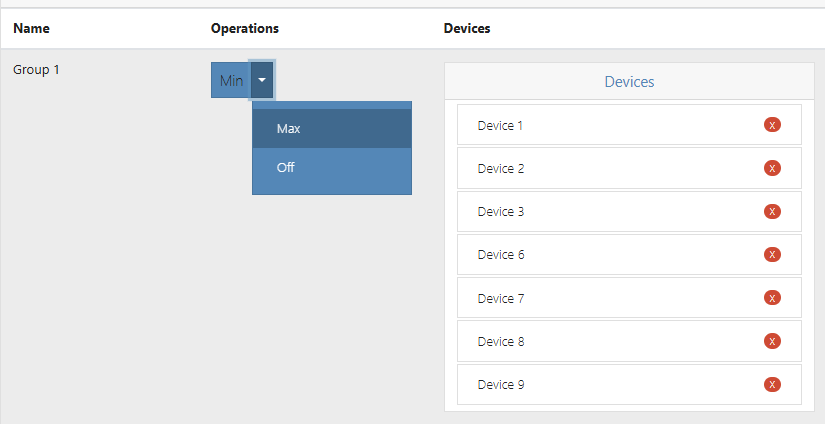 Name Operations Devices
Group 1 Min Devices
Max
Off
Device 1 X
Device 2 X
Device 3 X
Device 6 X
Device 7 X
Device 8 X
Device 9 X